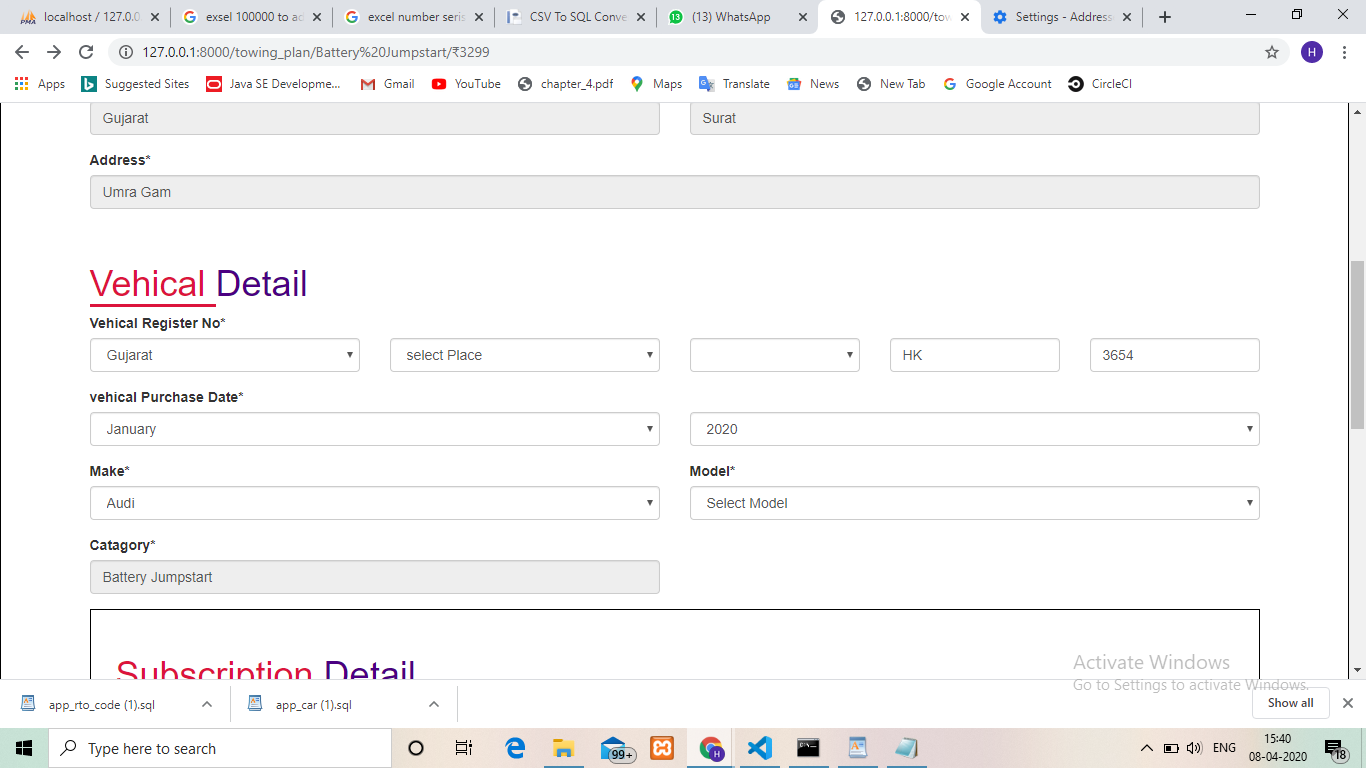 localhost / 127.0.0
exsel 100000 to ad
excel number seris
CSV To SQL Conve
(13) WhatsApp
127.0.0.1:8000/tow
Settings - Address
127.0.0.1:8000/towing_plan/Battery%20Jumpstart/₹3299
H
Apps
Suggested Sites
Java SE Developme...
Gmail
YouTube
chapter_4.pdf
Maps
Translate
News
New Tab
Google Account
CircleCI
Gujarat
Surat
Address*
Umra Gam
Vehical Detail
Vehical Register No*
Gujarat
select Place
HK
3654
vehical Purchase Date*
January
2020
Make*
Model*
Audi
Select Model
Catagory*
Battery Jumpstart
Subscription Detail
Activate Windows
Go to Settings to activate Windows.
app_rto_code (1).sql
app_car (1).sql
Show all
Type here to search
99+
H
ENG
15:40
08-04-2020
18